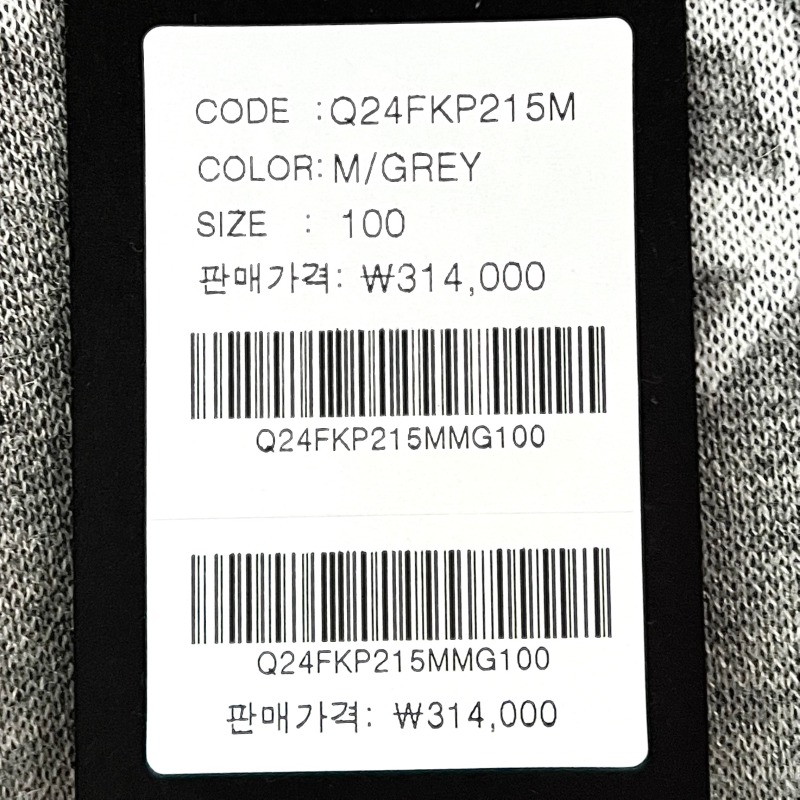 CODE :Q24FKP215M
COLOR: M/GREY
SIZE : 100
판매가격: ₩314,000
Q24FKP215MMG100
Q24FKP215MMG100
판매가격: ₩314,000